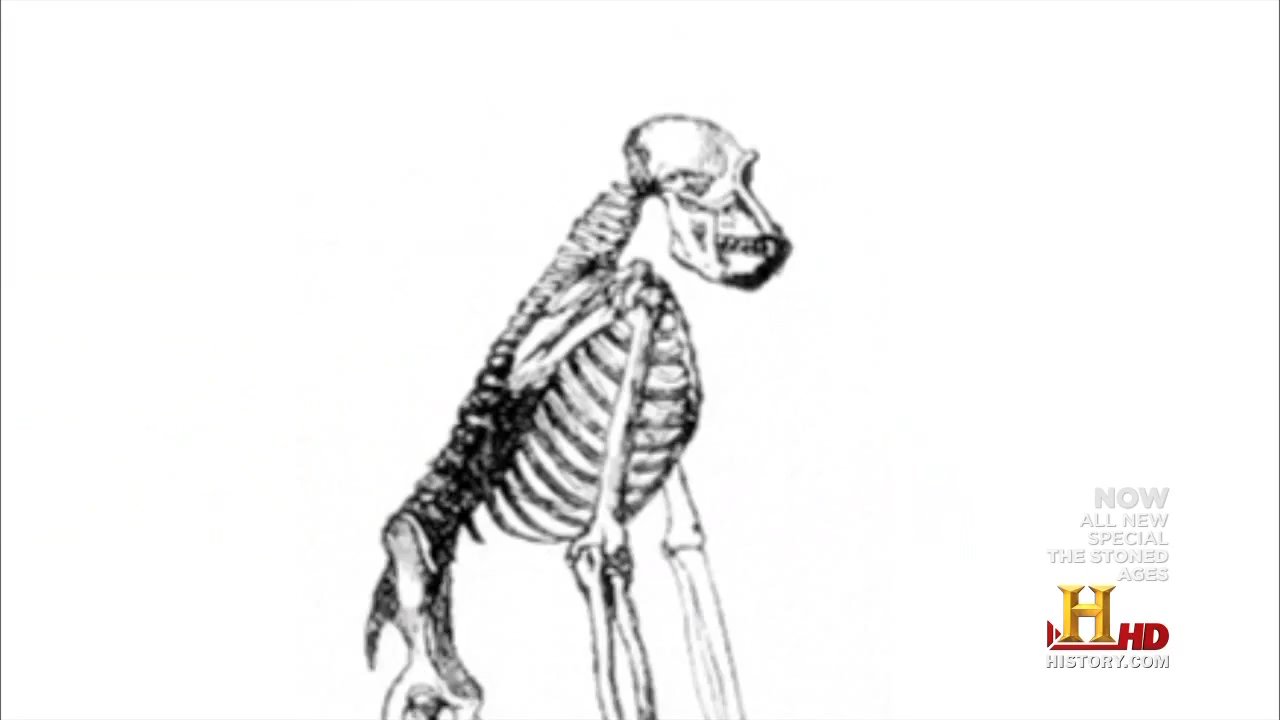 NOW
ALL NEW
SPECIAL
THE STONED
AGES
H HD
HISTORY.COM